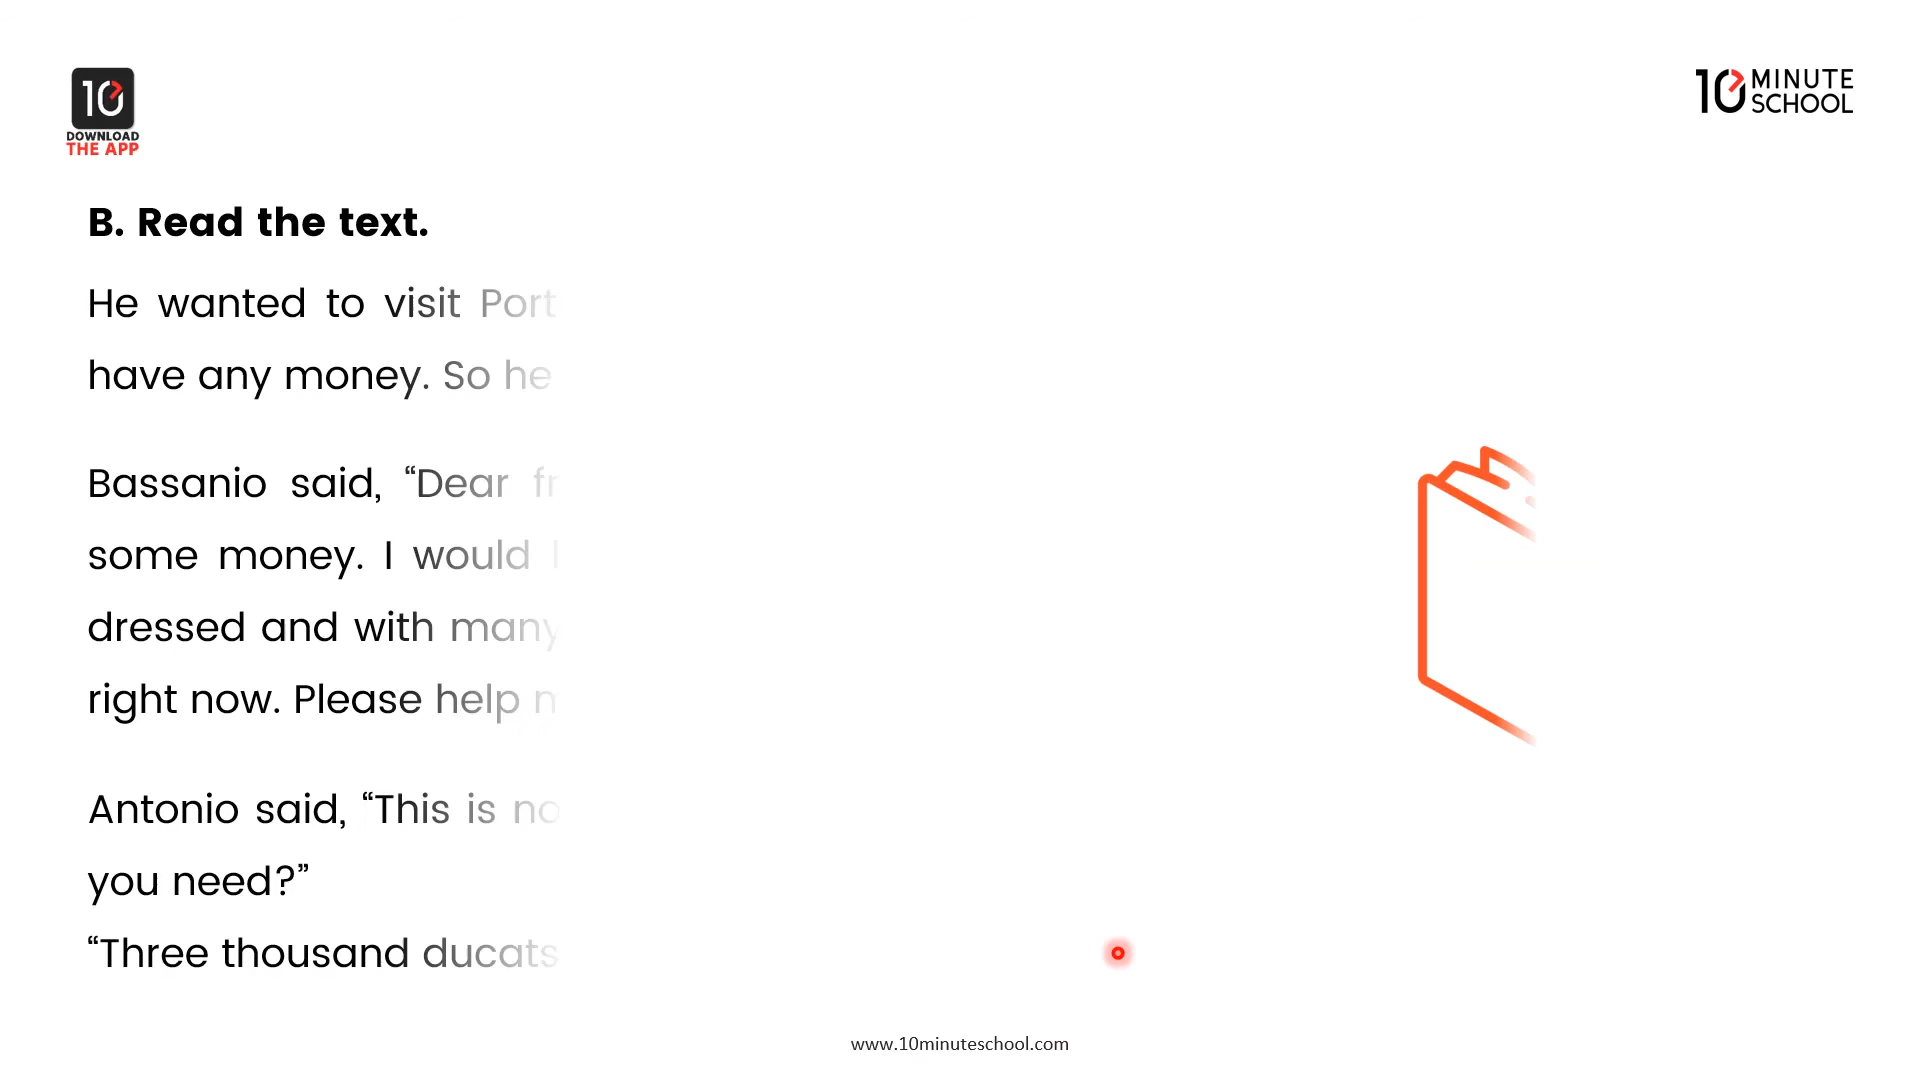 10
DOWNLOAD
THE APP
10 MINUTE
SCHOOL
B. Read the text.
He wanted to visit
have any money. So he
Bassanio said, “Dear
some money. I would
dressed and with many
right now. Please help
Antonio said, “This is
you need?”
“Three thousand ducats
www.10minuteschool.com